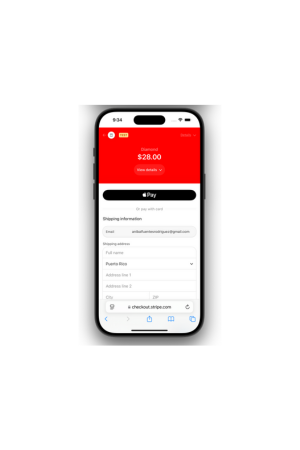 9:34
TEST
Details
Diamond
$28.00
View details
Pay
Or pay with card
Shipping information
Email
Shipping address
Full name
Puerto Rico
Address line 1
Address line 2
City
ZIP
checkout.stripe.com